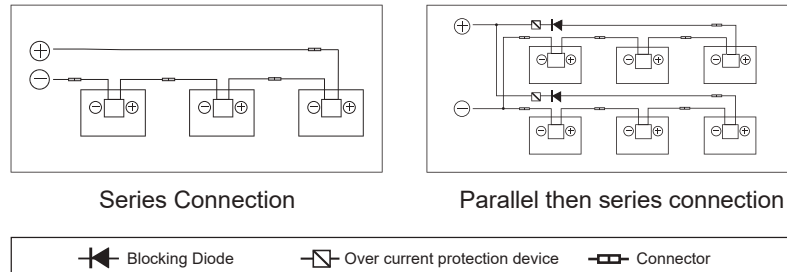 Series Connection
Parallel then series connection
Blocking Diode
Over current protection device
Connector